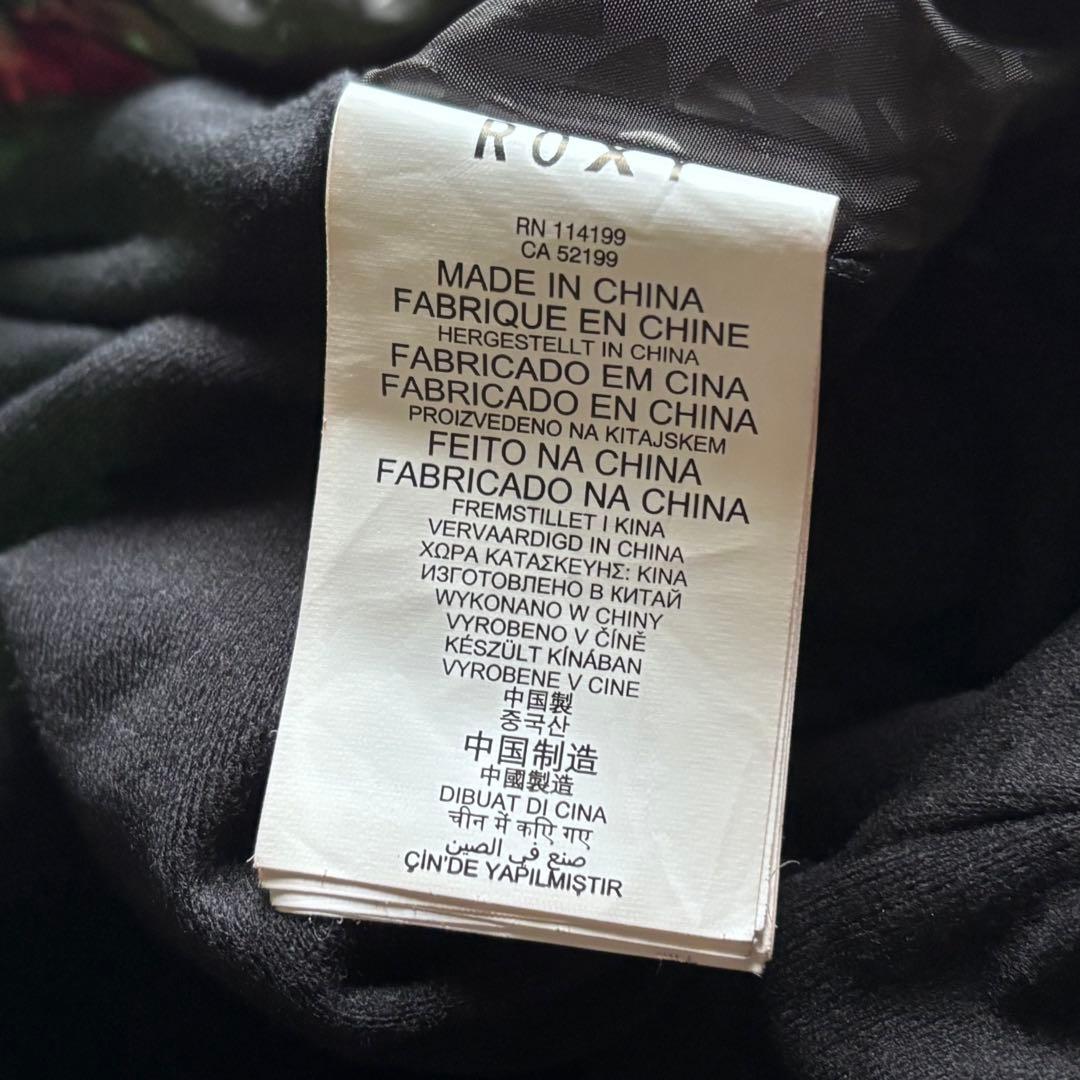 ROXY
RN 114199
CA 52199
MADE IN CHINA
FABRIQUE EN CHINE
HERGESTELLT IN CHINA
FABRICADO EM CINA
FABRICADO EN CHINA
PROIZVEDENO NA KITAJSKEM
FEITO NA CHINA
FABRICADO NA CHINA
FREMSTILLET I KINA
VERVAARDIGD IN CHINA
ΧΩΡΑ ΚΑΤΑΣΚΕΥΗΣ: ΚΙΝΑ
ИЗГОТОВЛЕНО В КИТАЙ
WYKONANO W CHINY
VYROBENO V ČÍNĚ
KÉSZÜLT KÍNÁBAN
VYROBENE V CINE
中国製
중국산
中国制造
中國製造
DIBUAT DI CINA
चीन में कएि गए
صنع في الصين
ÇİN'DE YAPILMIŞTIR